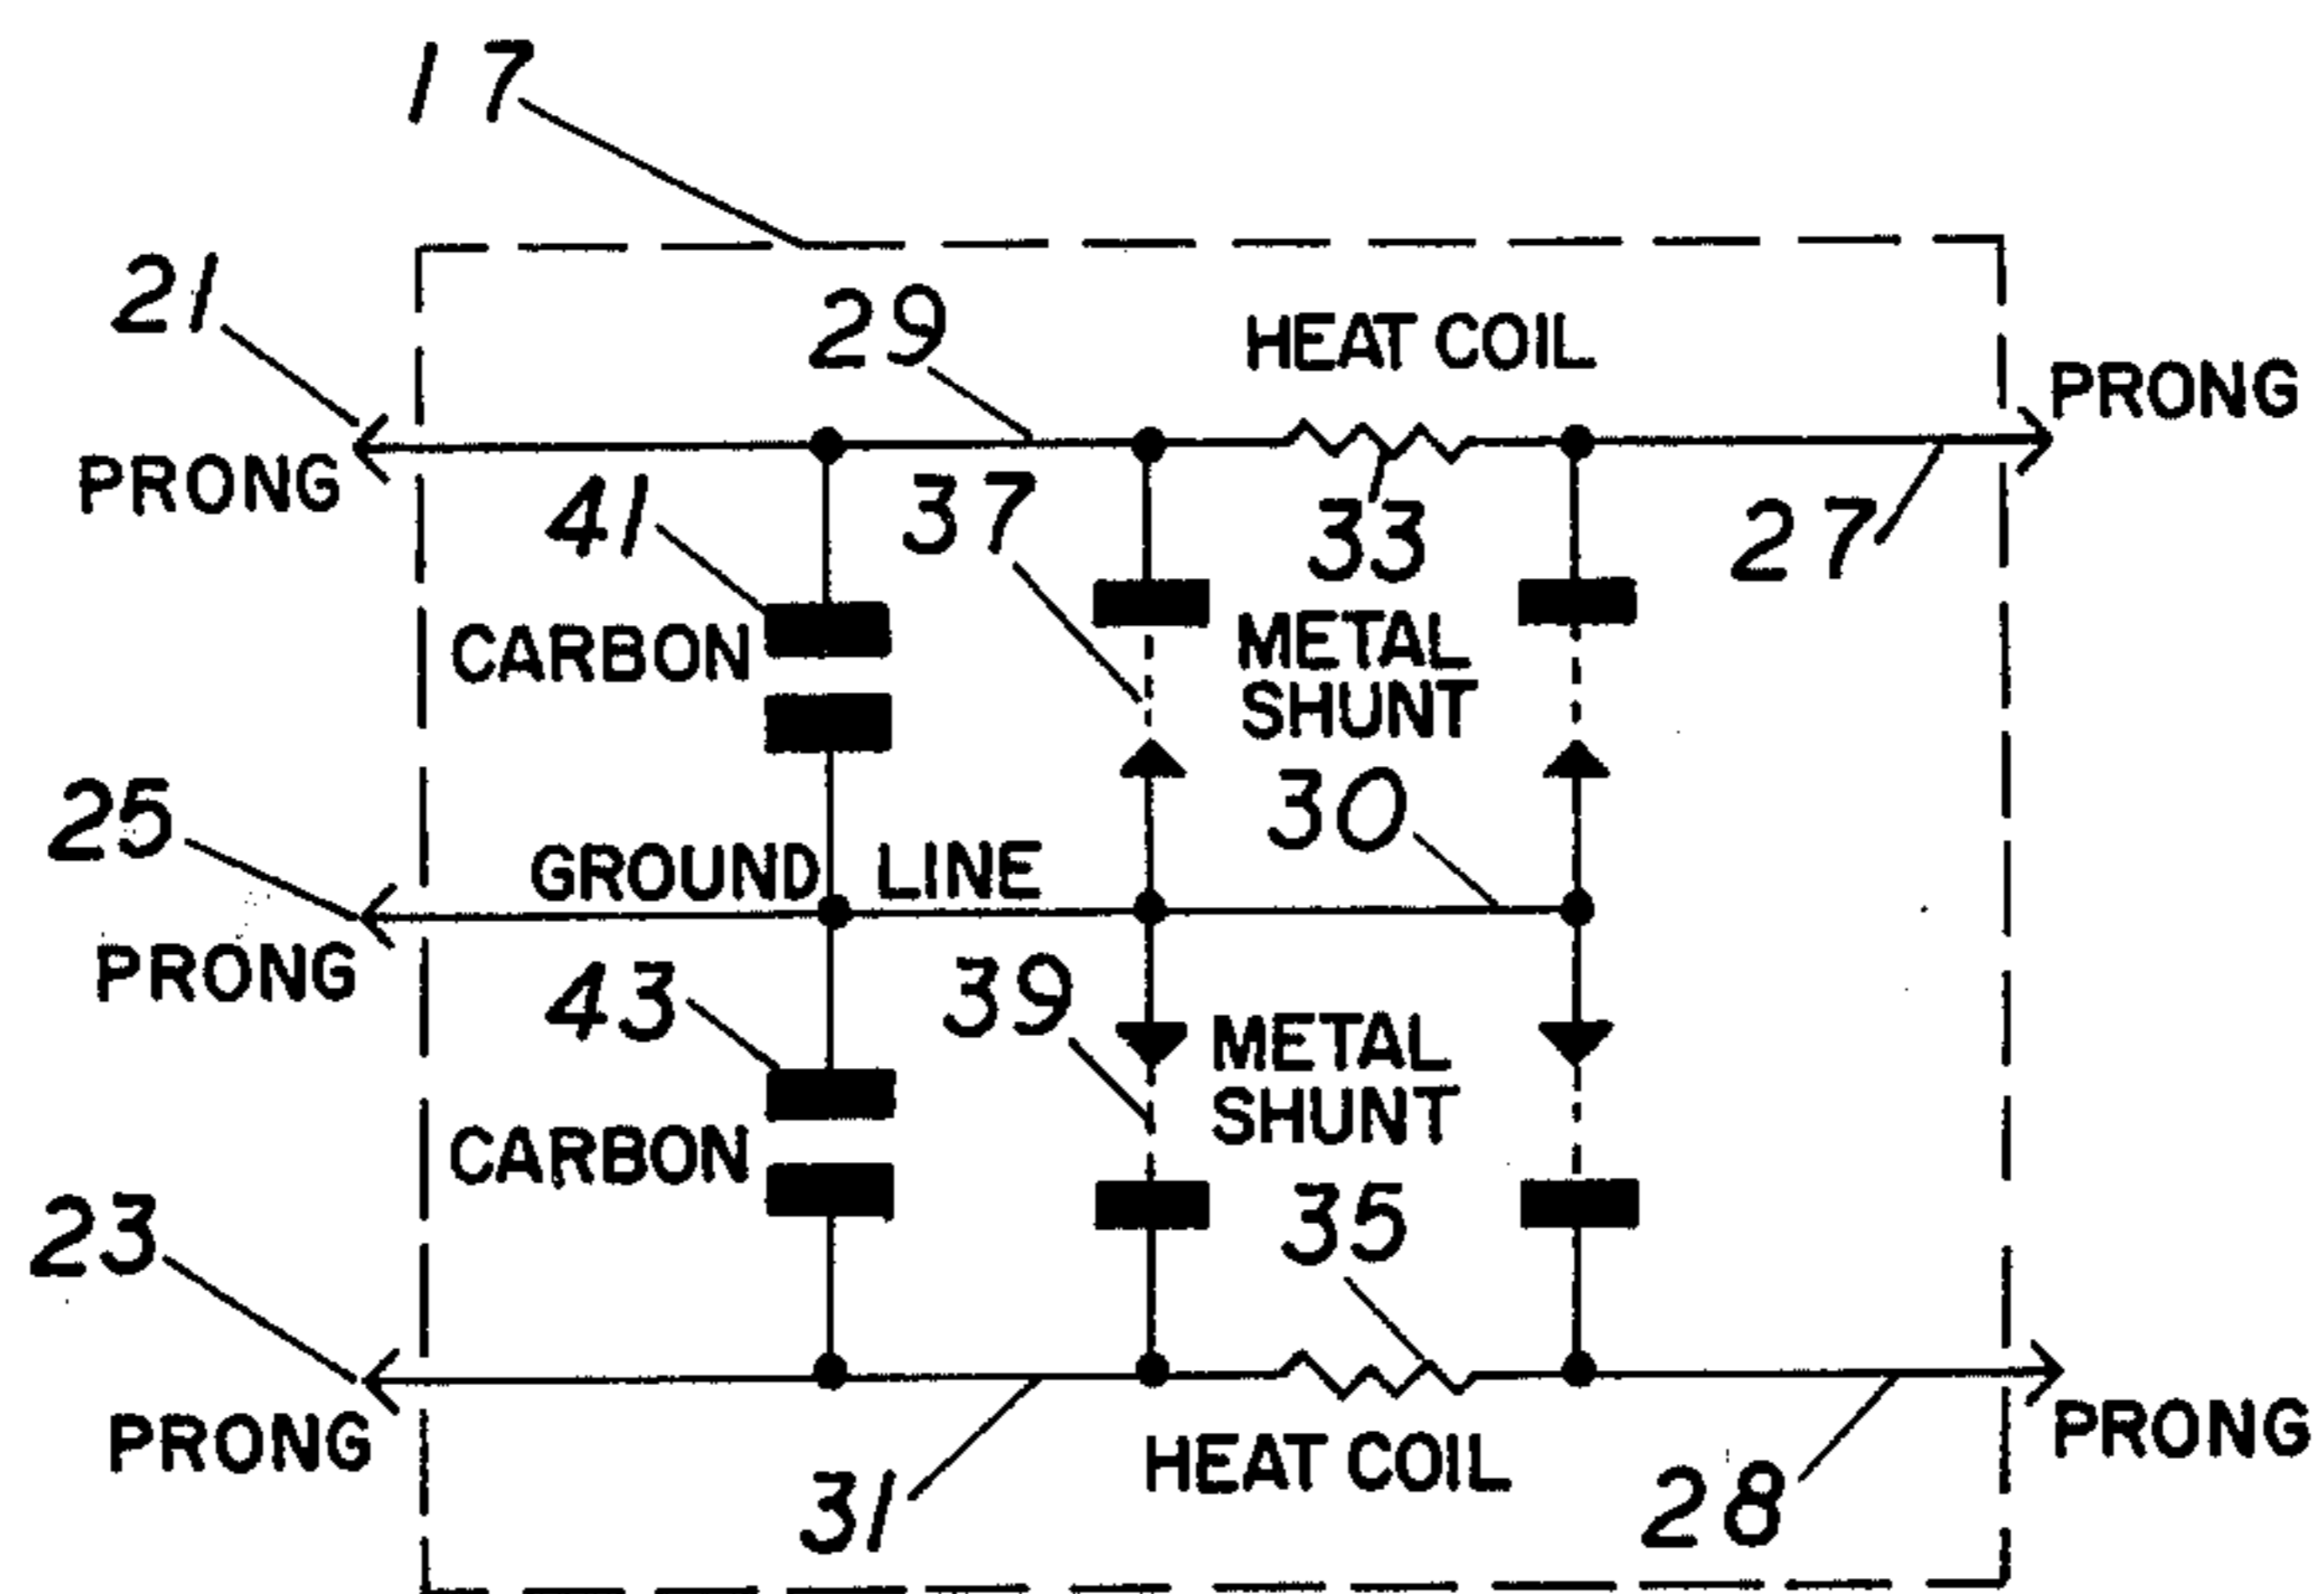 17
21
29
HEAT COIL
PRONG
PRONG
41
37
33
27
CARBON
METAL
SHUNT
25
30
GROUND LINE
PRONG
43
39
METAL
SHUNT
CARBON
23
35
PRONG
31
HEAT COIL
28
PRONG